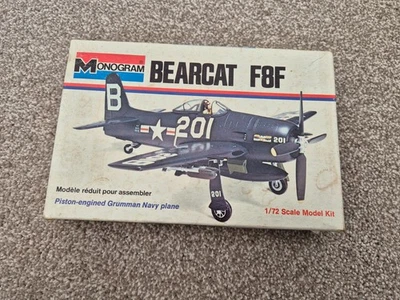 MONOGRAM BEARCAT F8F
B
201
201
201
Modèle réduit pour assembler
Piston-engined Grumman Navy plane
1/72 Scale Model Kit